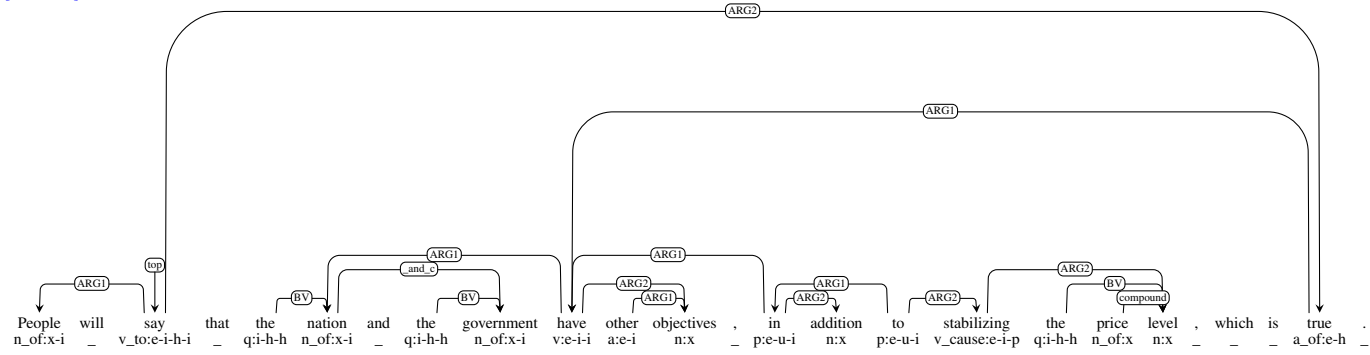 ARG2
ARG1
ARG1 ARG1
top _and_c ARG2
ARG1 ARG2 ARG1 BV
BV BV ARG1 ARG2 ARG2 compound
People will say that the nation and the government have other objectives , in addition to stabilizing the price level , which is true .
n_of:x-i _ v_to:e-i-h-i _ q:i-h-h n_of:x-i _ q:i-h-h n_of:x-i v:e-i-i a:e-i n:x _ p:e-u-i n:x p:e-u-i v_cause:e-i-p q:i-h-h n_of:x n:x _ _ _ a_of:e-h _